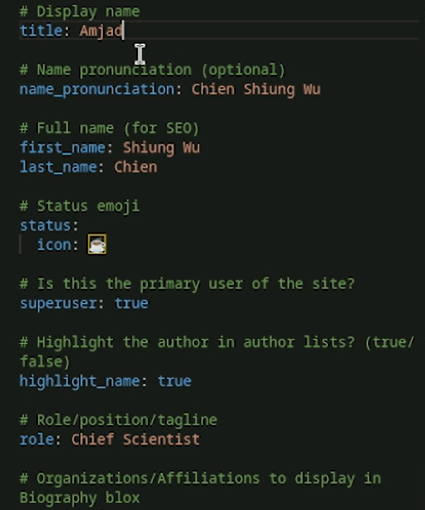 # Display name
title: Amjad
# Name pronunciation (optional)
name_pronunciation: Chien Shiung Wu
# Full name (for SEO)
first_name: Shiung Wu
last_name: Chien
# Status emoji
status:
icon: ☕️
# Is this the primary user of the site?
superuser: true
# Highlight the author in author lists? (true/
false)
highlight_name: true
# Role/position/tagline
role: Chief Scientist
# Organizations/Affiliations to display in
Biography blox